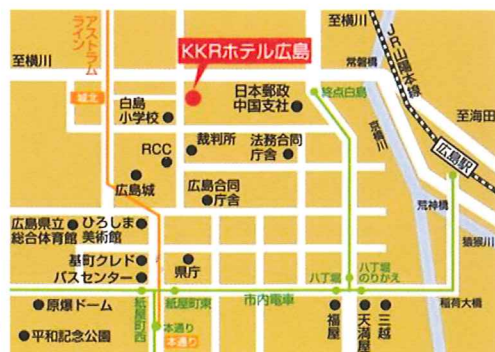 至横川
アストラム
ライン
KKRホテル広島
至横川
JR山陽本線
常盤橋
城北
白島
小学校
日本郵政
中国支社
終点白島
至海田
京橋川
広島駅
裁判所
法務合同
庁舎
RCC
広島城
広島合同
庁舎
荒神橋
猿猴川
広島県立
総合体育館
ひろしま
美術館
基町クレド
バスセンター
県庁
八丁堀
八丁堀
のりかえ
紙屋町西
紙屋町東
市内電車
稲荷大橋
原爆ドーム
本通り
本通り
福屋
天満屋
三越
平和記念公園